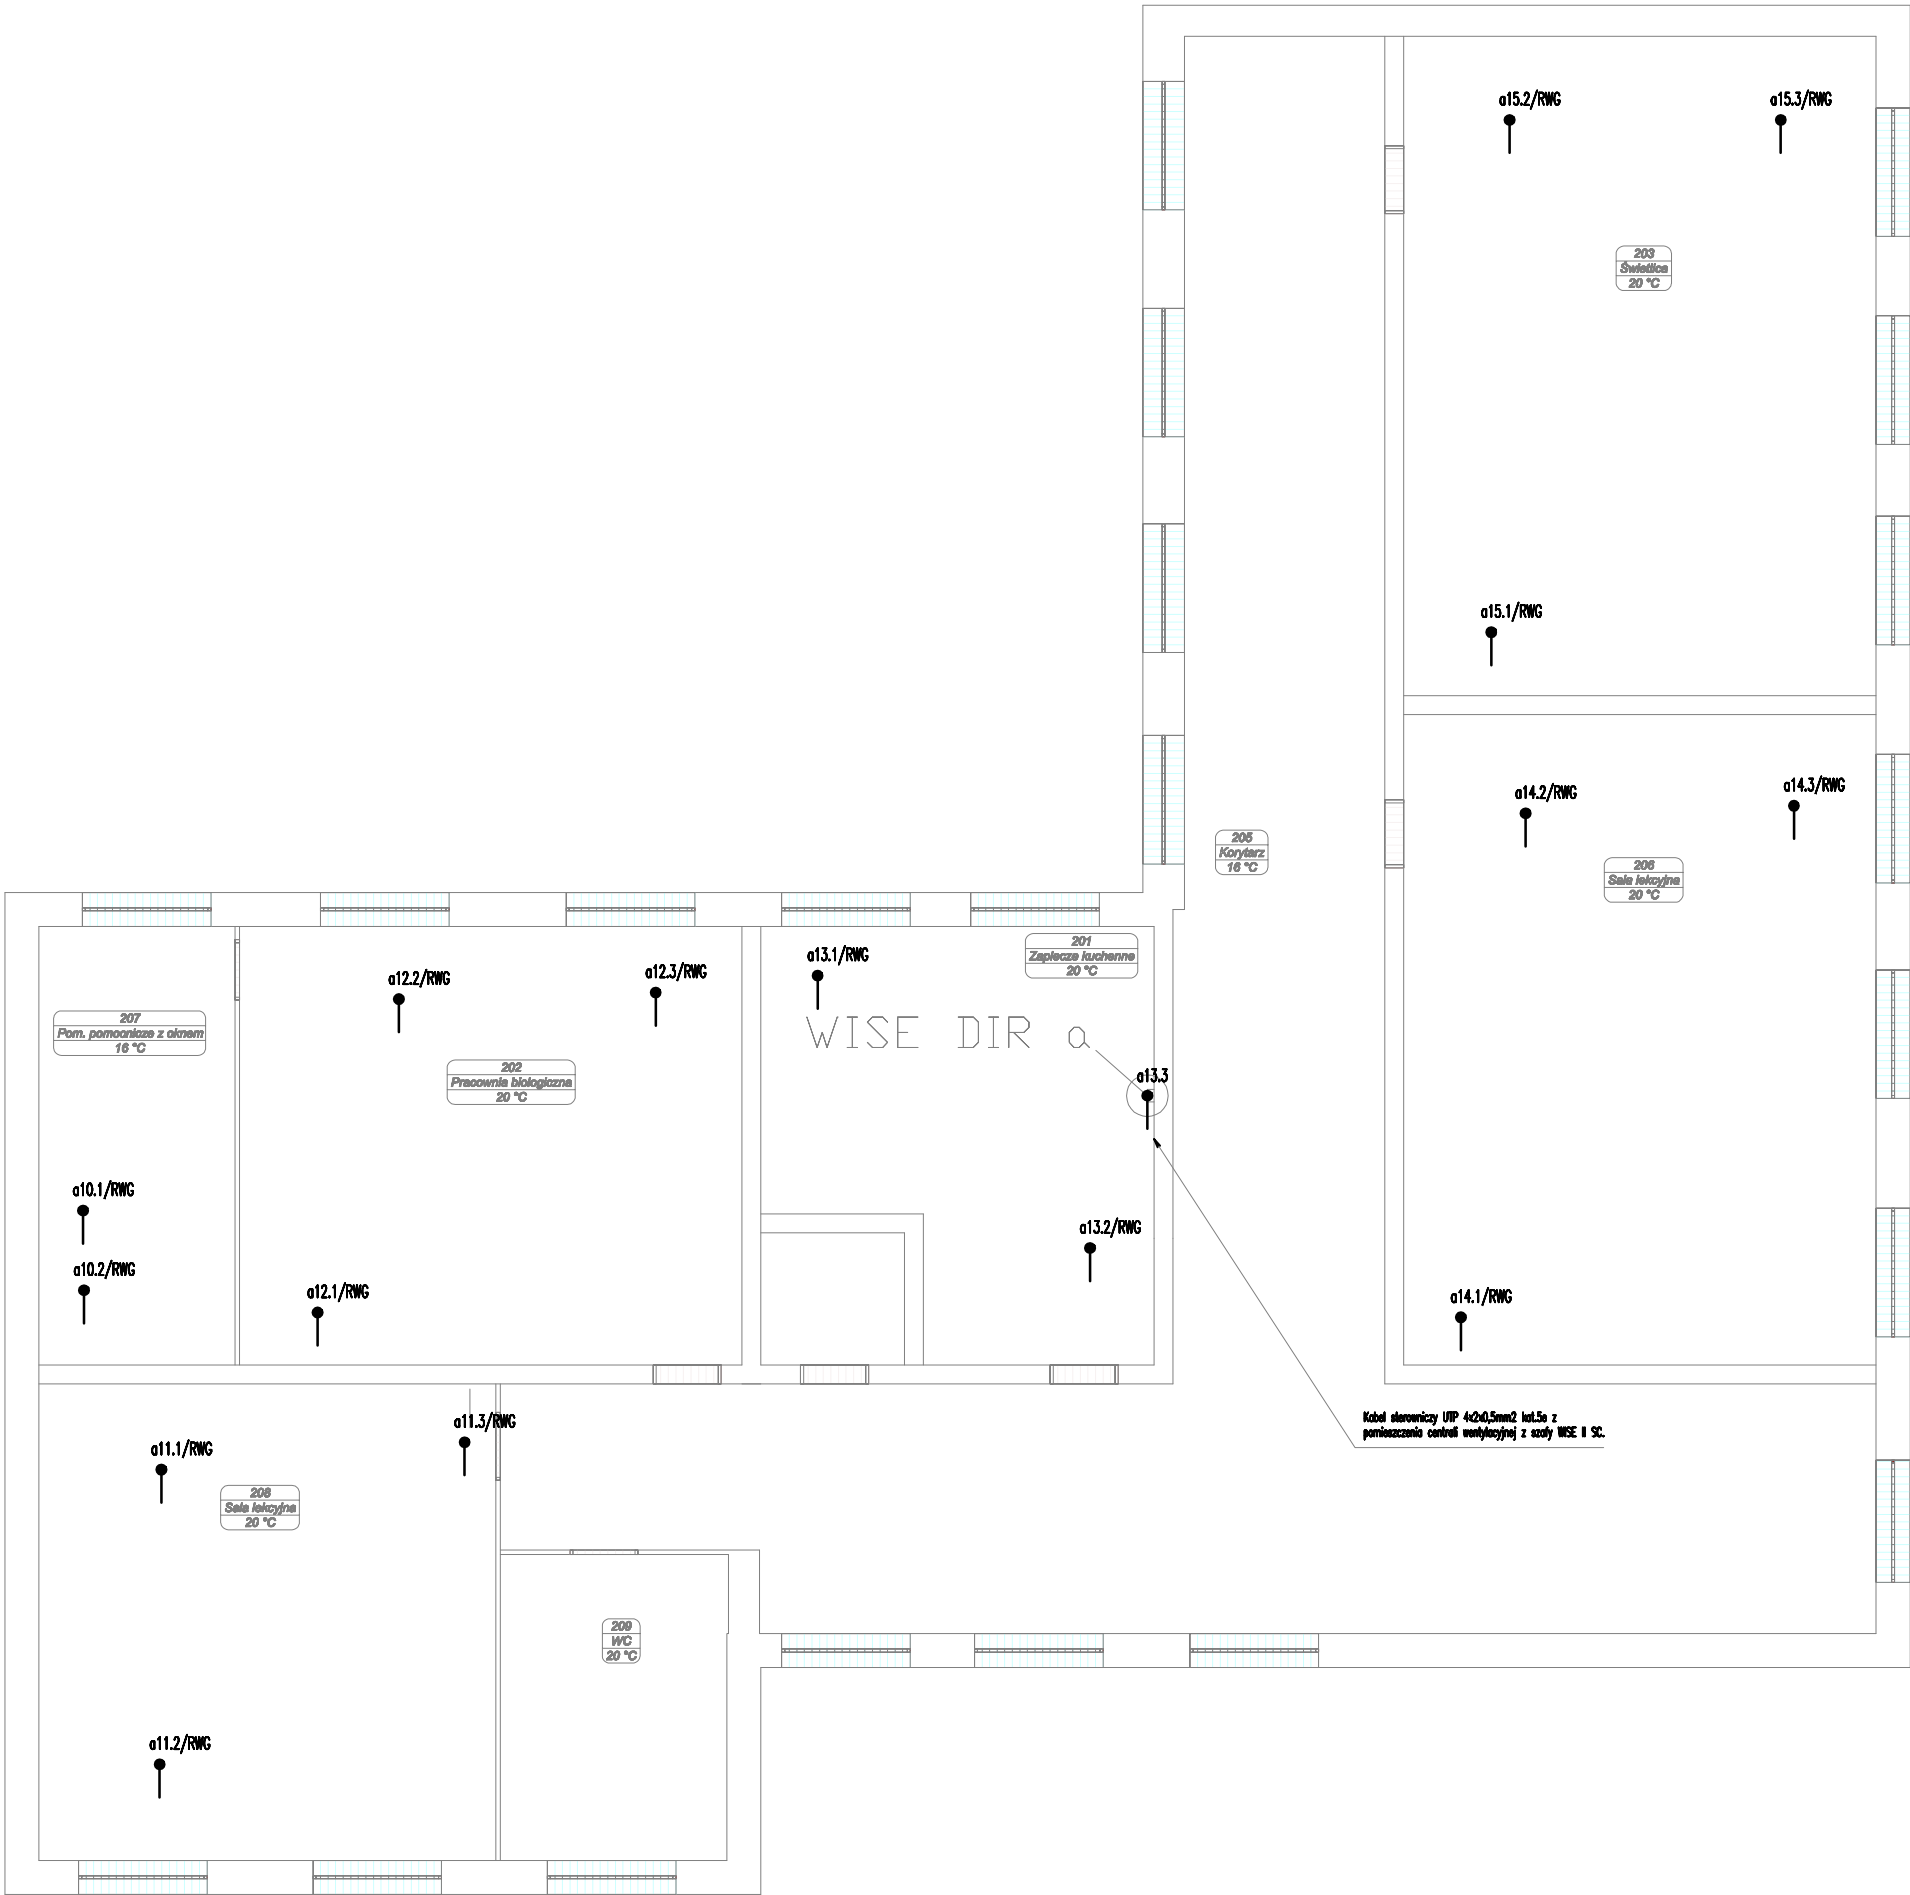 a15.2/RWG
a15.3/RWG
203
Świetlica
20 °C
a15.1/RWG
a14.2/RWG
a14.3/RWG
205
Korytarz
16 °C
206
Sala lekcyjna
20 °C
201
Zaplecze kuchenne
20 °C
a13.1/RWG
a12.2/RWG
a12.3/RWG
207
Pom. pomocnicze z oknem
16 °C
WISE DIR a
202
Pracownia biologiczna
20 °C
a13.3
a10.1/RWG
a13.2/RWG
a10.2/RWG
a12.1/RWG
a14.1/RWG
Kabel sterowniczy UTP 4x2x0,5mm2 kat.5e z
pomieszczenia centrali wentylacyjnej z szafy WISE II SC.
a11.3/RWG
a11.1/RWG
208
Sala lekcyjna
20 °C
209
WC
20 °C
a11.2/RWG